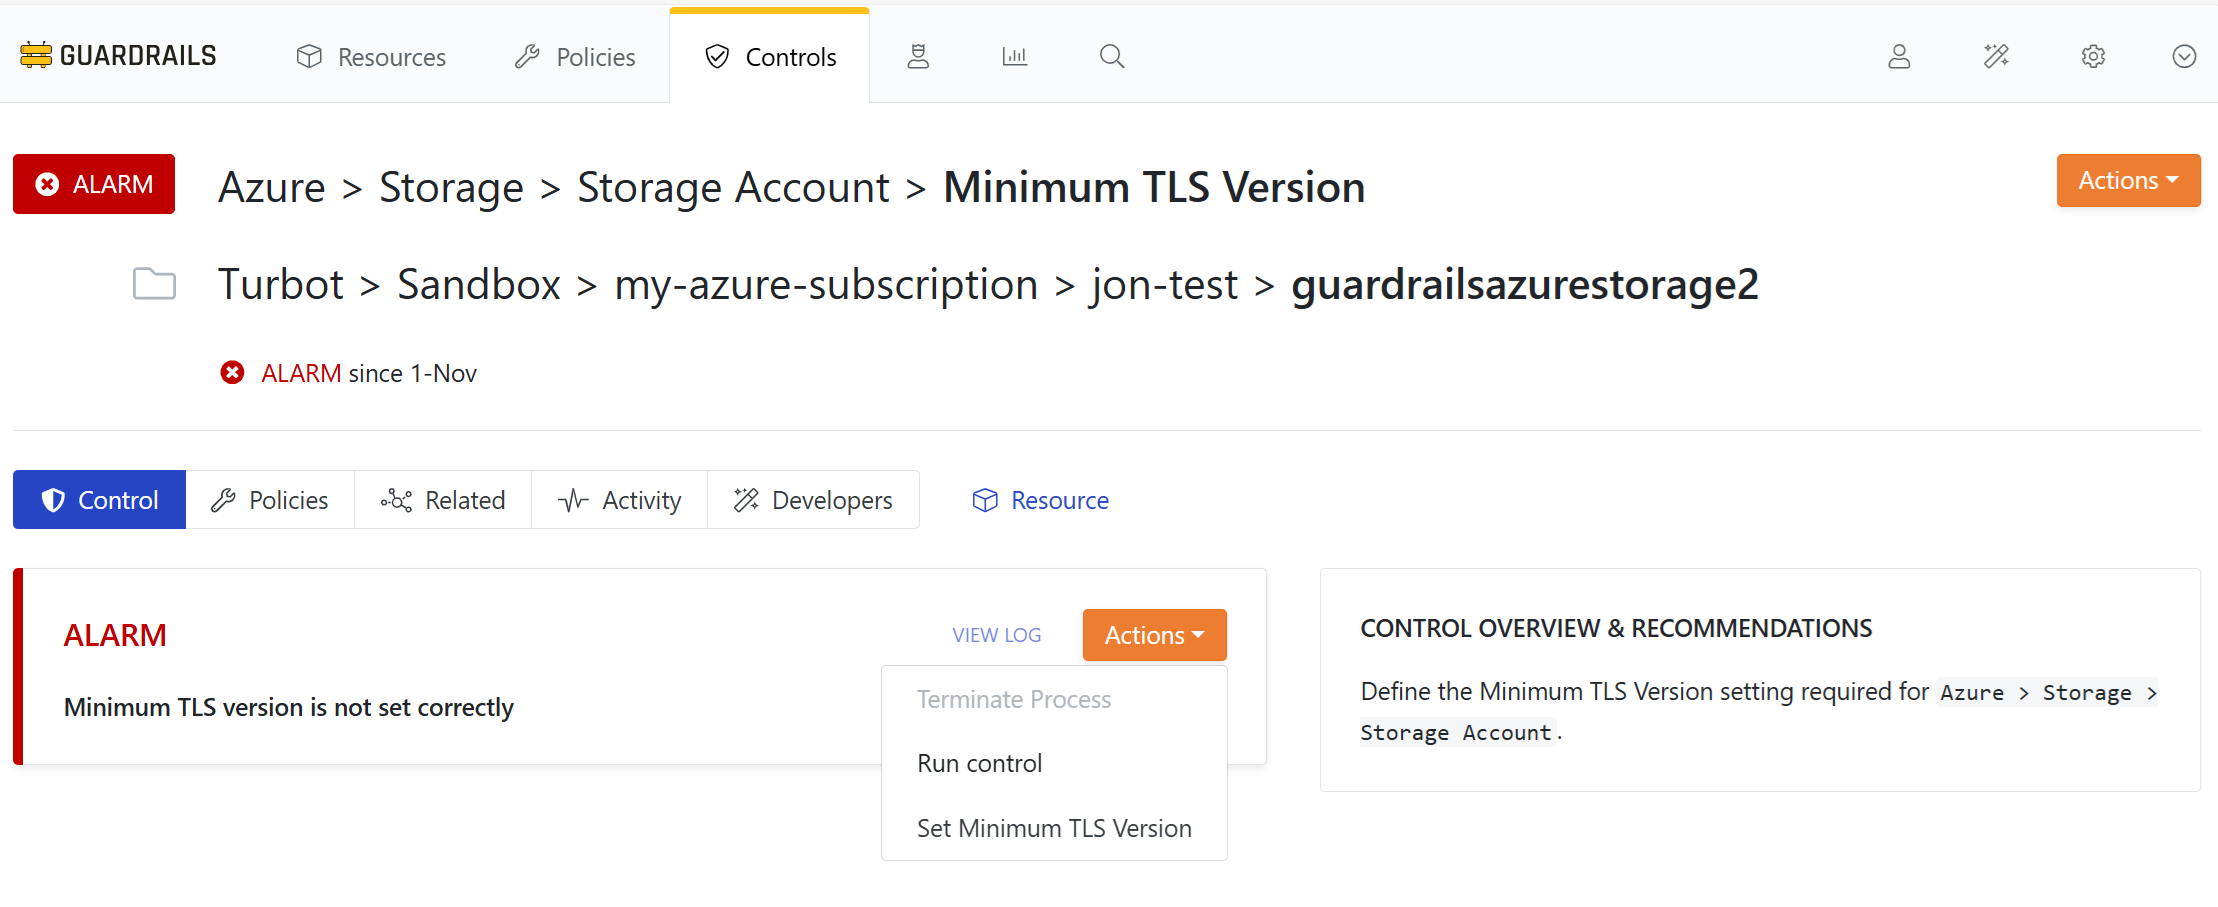 GUARDRAILS Resources Policies Controls
ALARM Azure > Storage > Storage Account > Minimum TLS Version Actions
Turbot > Sandbox > my-azure-subscription > jon-test > guardrailsazurestorage2
ALARM since 1-Nov
Control Policies Related Activity Developers Resource
ALARM VIEW LOG Actions
Minimum TLS version is not set correctly
Terminate Process
Run control
Set Minimum TLS Version
CONTROL OVERVIEW & RECOMMENDATIONS
Define the Minimum TLS Version setting required for Azure > Storage >
Storage Account.